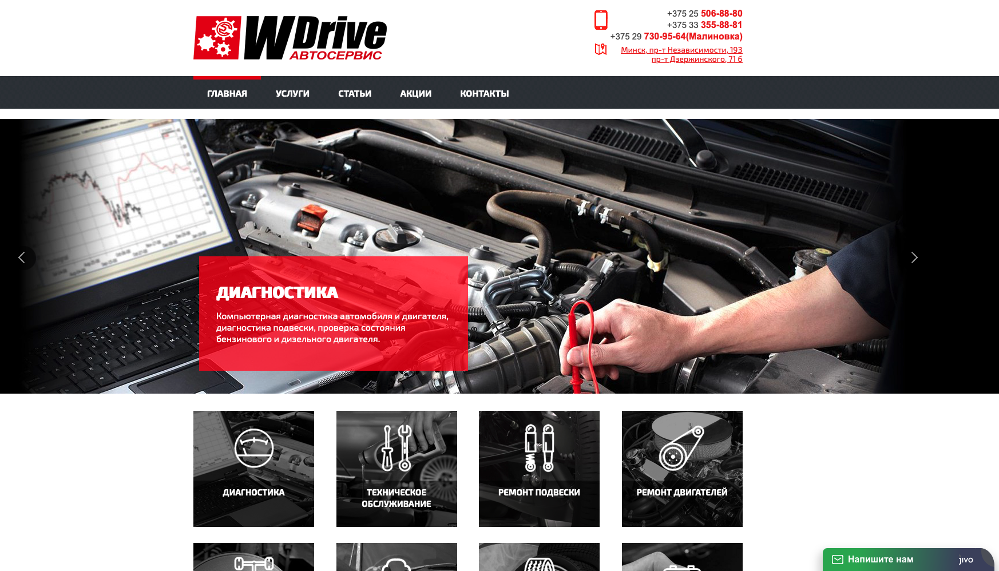 WDrive
АВТОСЕРВИС
+375 25 506-88-80
+375 33 355-88-81
+375 29 730-95-64(Малиновка)
Минск, пр-т Независимости, 193
пр-т Дзержинского, 71 б
ГЛАВНАЯ
УСЛУГИ
СТАТЬИ
АКЦИИ
КОНТАКТЫ
ДИАГНОСТИКА
Компьютерная диагностика автомобиля и двигателя,
диагностика подвески, проверка состояния
бензинового и дизельного двигателя.
ДИАГНОСТИКА
ТЕХНИЧЕСКОЕ
ОБСЛУЖИВАНИЕ
РЕМОНТ ПОДВЕСКИ
РЕМОНТ ДВИГАТЕЛЕЙ
Напишите нам
jivo